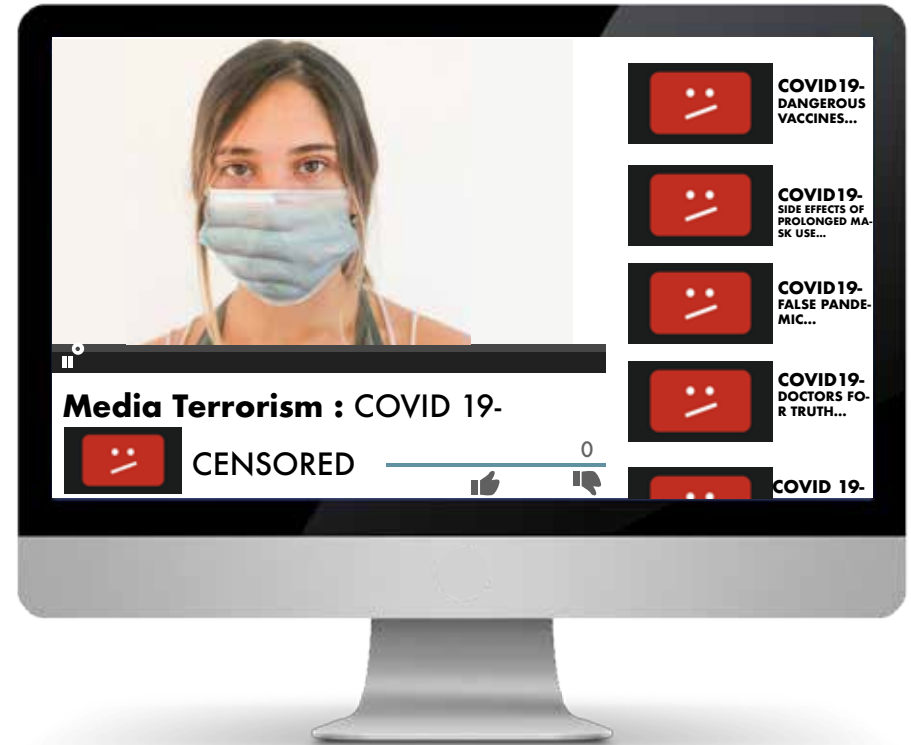 Media Terrorism : COVID 19-
CENSORED
0
COVID19-
DANGEROUS
VACCINES...
COVID19-
SIDE EFFECTS OF
PROLONGED MA-
SK USE...
COVID19-
FALSE PANDE-
MIC...
COVID19-
DOCTORS FO-
R TRUTH...
COVID 19-